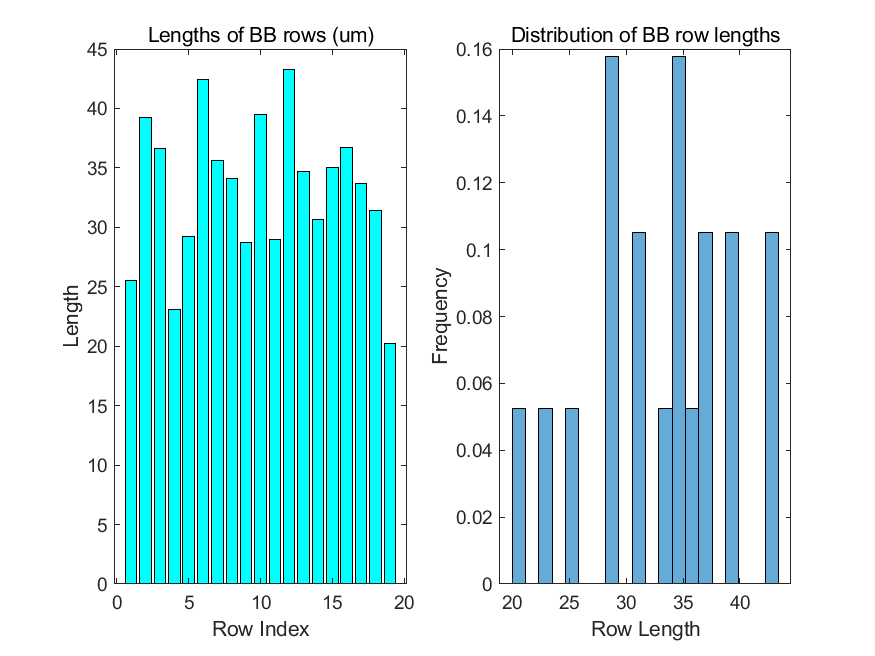 Lengths of BB rows (um)
45
40
35
30
25
20
15
10
5
0
Length
0 5 10 15 20
Row Index
Distribution of BB row lengths
0.16
0.14
0.12
0.1
0.08
0.06
0.04
0.02
0
Frequency
20 25 30 35 40
Row Length